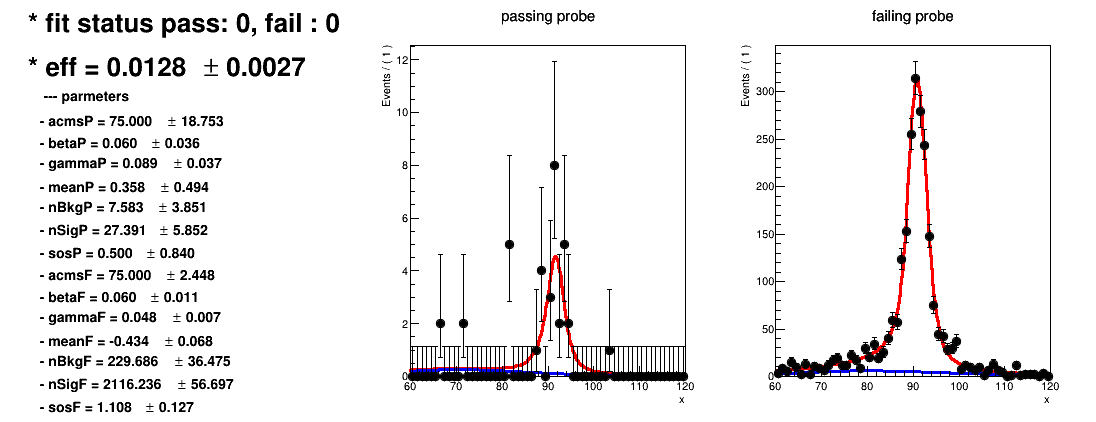 * fit status pass: 0, fail : 0
* eff = 0.0128 ± 0.0027
--- parmeters
- acmsP = 75.000 ± 18.753
- betaP = 0.060 ± 0.036
- gammaP = 0.089 ± 0.037
- meanP = 0.358 ± 0.494
- nBkgP = 7.583 ± 3.851
- nSigP = 27.391 ± 5.852
- sosP = 0.500 ± 0.840
- acmsF = 75.000 ± 2.448
- betaF = 0.060 ± 0.011
- gammaF = 0.048 ± 0.007
- meanF = -0.434 ± 0.068
- nBkgF = 229.686 ± 36.475
- nSigF = 2116.236 ± 56.697
- sosF = 1.108 ± 0.127
passing probe
Events / ( 1 )
12
10
8
6
4
2
0
60 70 80 90 100 110 120
x
failing probe
Events / ( 1 )
300
250
200
150
100
50
0
60 70 80 90 100 110 120
x